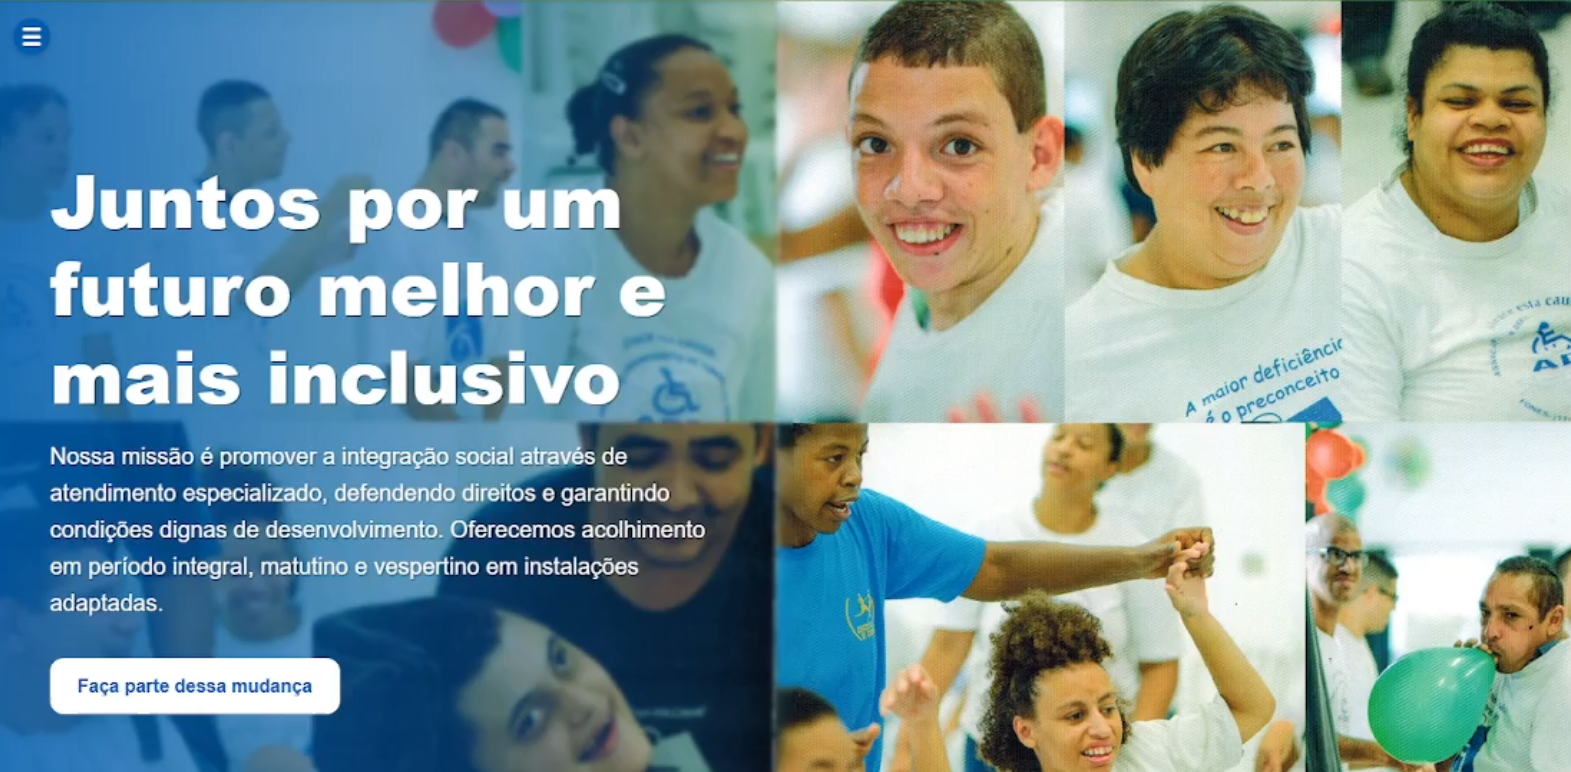 Juntos por um
futuro melhor e
mais inclusivo
Nossa missão é promover a integração social através de
atendimento especializado, defendendo direitos e garantindo
condições dignas de desenvolvimento. Oferecemos acolhimento
em período integral, matutino e vespertino em instalações
adaptadas.
Faça parte dessa mudança
A maior deficiência
é o preconceito
esta